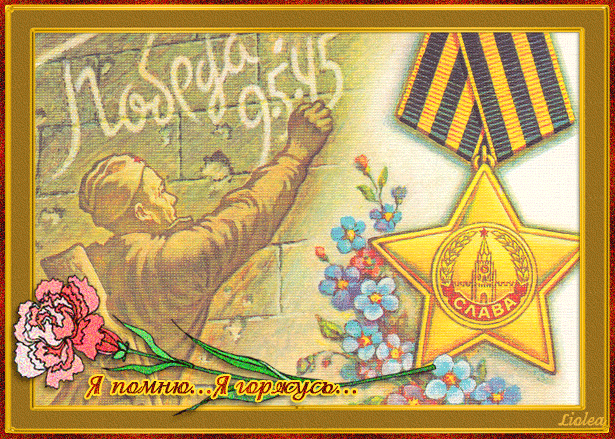 Победа
9.5.45
СЛАВА
Я помню...Я горжусь...
Liolea